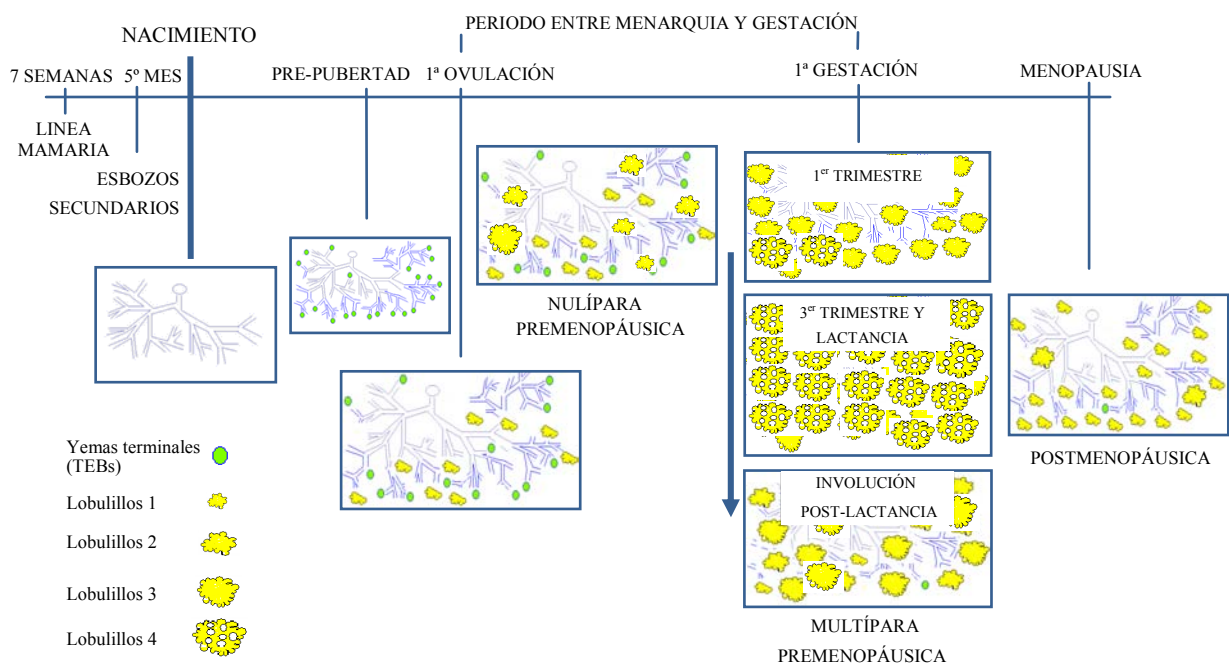 PERIODO ENTRE MENARQUIA Y GESTACIÓN
NACIMIENTO
7 SEMANAS
5º MES
PRE-PUBERTAD
1ª OVULACIÓN
1ª GESTACIÓN
MENOPAUSIA
LINEA
MAMARIA
ESBOZOS
SECUNDARIOS
NULÍPARA
PREMENOPÁUSICA
1er TRIMESTRE
3er TRIMESTRE Y
LACTANCIA
INVOLUCIÓN
POST-LACTANCIA
MULTÍPARA
PREMENOPÁUSICA
POSTMENOPÁUSICA
Yemas terminales
(TEBs)
Lobulillos 1
Lobulillos 2
Lobulillos 3
Lobulillos 4